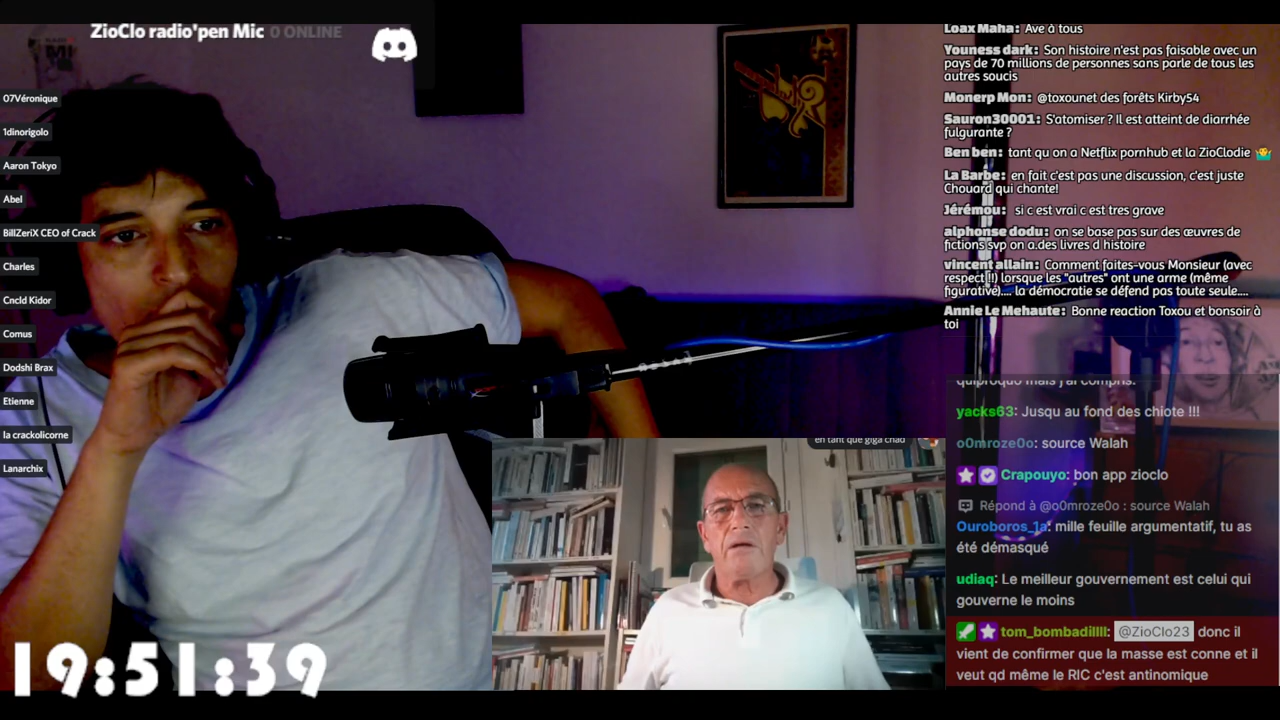 ZioClo radio'pen Mic 0 ONLINE
07Véronique
1dinorigolo
Aaron Tokyo
Abel
BillZeriX CEO of Crack
Charles
Cncld Kidor
Comus
Dodshi Brax
Etienne
la crackolicorne
Lanarchix
19:51:39
en tant que giga chad
Loax Maha: Ave à tous
Youness dark: Son histoire n'est pas faisable avec un
pays de 70 millions de personnes sans parle de tous les
autres soucis
Monerp Mon: @toxounet des forêts Kirby54
Sauron30001: S'atomiser ? Il est atteint de diarrhée
fulgurante ?
Ben ben: tant qu on a Netflix pornhub et la ZioClodie 🤷‍♂️
La Barbe: en fait c'est pas une discussion, c'est juste
Chouard qui chante!
Jérémou: si c est vrai c est tres grave
alphonse dodu: on se base pas sur des œuvres de
fictions svp on a.des livres d histoire
vincent allain: Comment faites-vous Monsieur (avec
respect !!) lorsque les "autres" ont une arme (même
figurative).... la démocratie se défend pas toute seule....
Annie Le Mehaute: Bonne reaction Toxou et bonsoir à
toi
quiproquo mais j'ai compris.
yacks63: Jusqu au fond des chiote !!!
o0mroze0o: source Walah
Crapouyo: bon app zioclo
Répond à @o0mroze0o : source Walah
Ouroboros_1a: mille feuille argumentatif, tu as
été démasqué
udiaq: Le meilleur gouvernement est celui qui
gouverne le moins
tom_bombadillll: @ZioClo23 donc il
vient de confirmer que la masse est conne et il
veut qd même le RIC c'est antinomique